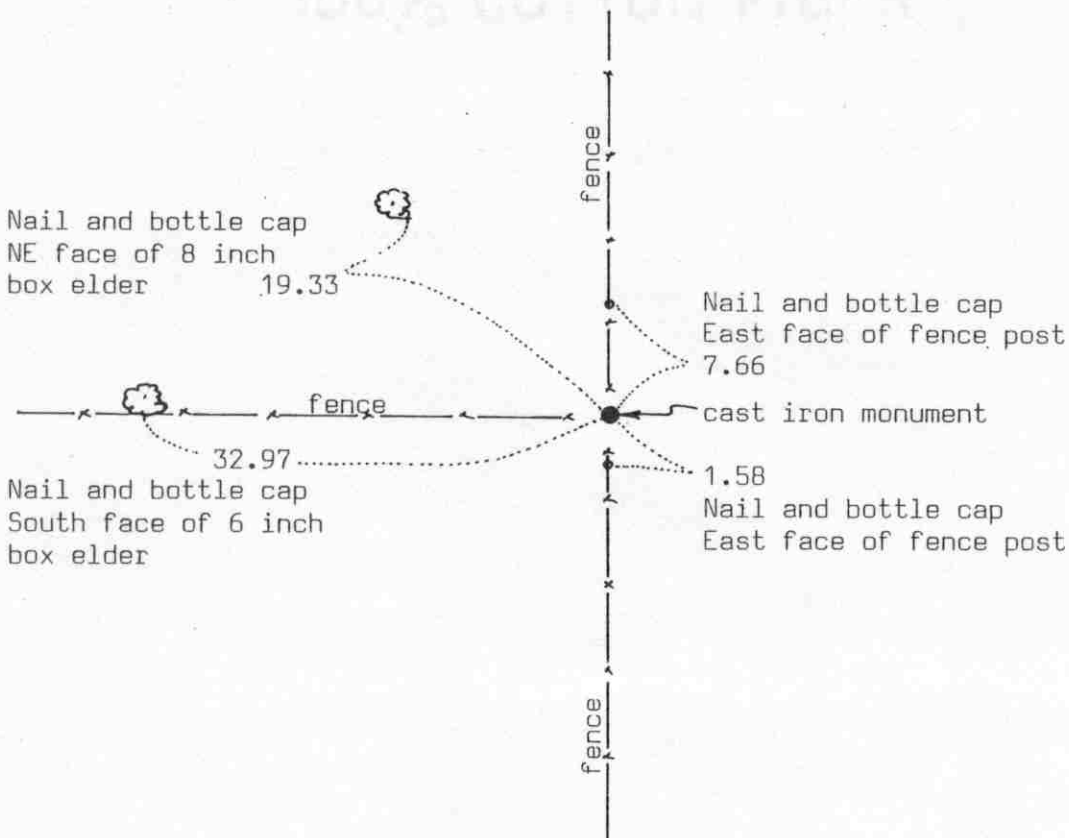 fence
Nail and bottle cap
NE face of 8 inch
box elder 19.33
Nail and bottle cap
East face of fence post
7.66
fence
cast iron monument
32.97
Nail and bottle cap
South face of 6 inch
box elder
1.58
Nail and bottle cap
East face of fence post
fence